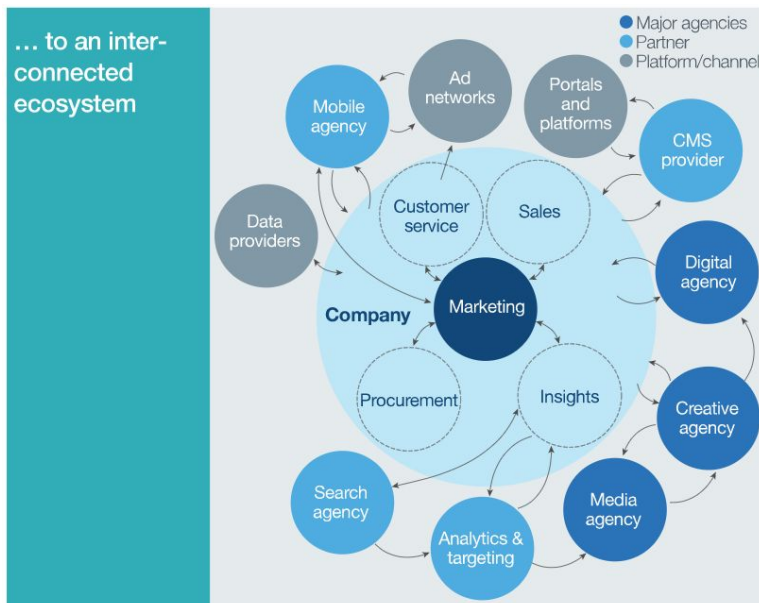 … to an inter-
connected
ecosystem
Major agencies
Partner
Platform/channel
Ad
networks
Mobile
agency
Portals
and
platforms
CMS
provider
Customer
service
Sales
Data
providers
Digital
agency
Marketing
Company
Procurement
Insights
Creative
agency
Search
agency
Analytics &
targeting
Media
agency